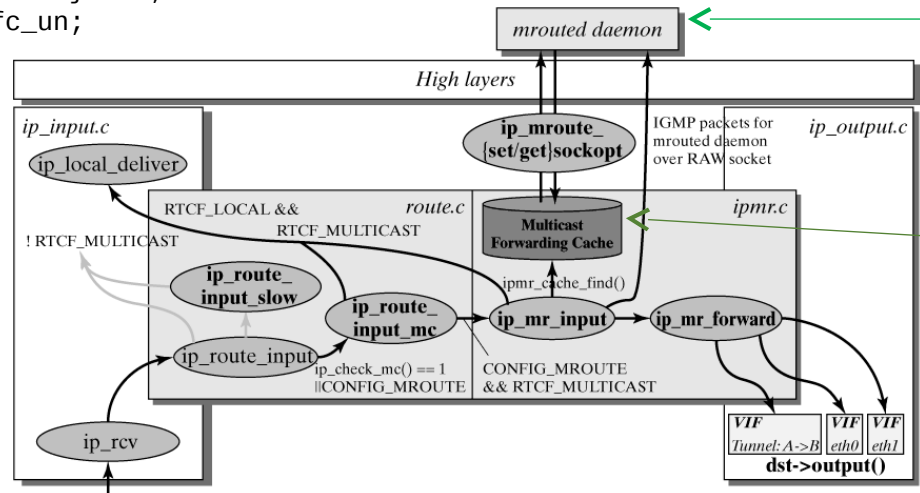 fc_un;
mrouted daemon
High layers
ip_input.c
ip_output.c
ip_local_deliver
ip_mroute_
{set/get}sockopt
IGMP packets for
mrouted daemon
over RAW socket
RTCF_LOCAL &&
RTCF_MULTICAST
route.c
ipmr.c
! RTCF_MULTICAST
Multicast
Forwarding Cache
ip_route_
input_slow
ipmr_cache_find()
ip_route_
input_mc
ip_mr_input
ip_mr_forward
ip_route_input
ip_check_mc() == 1
||CONFIG_MROUTE
CONFIG_MROUTE
&& RTCF_MULTICAST
ip_rcv
VIF
Tunnel: A->B
VIF
eth0
VIF
eth1
dst->output()